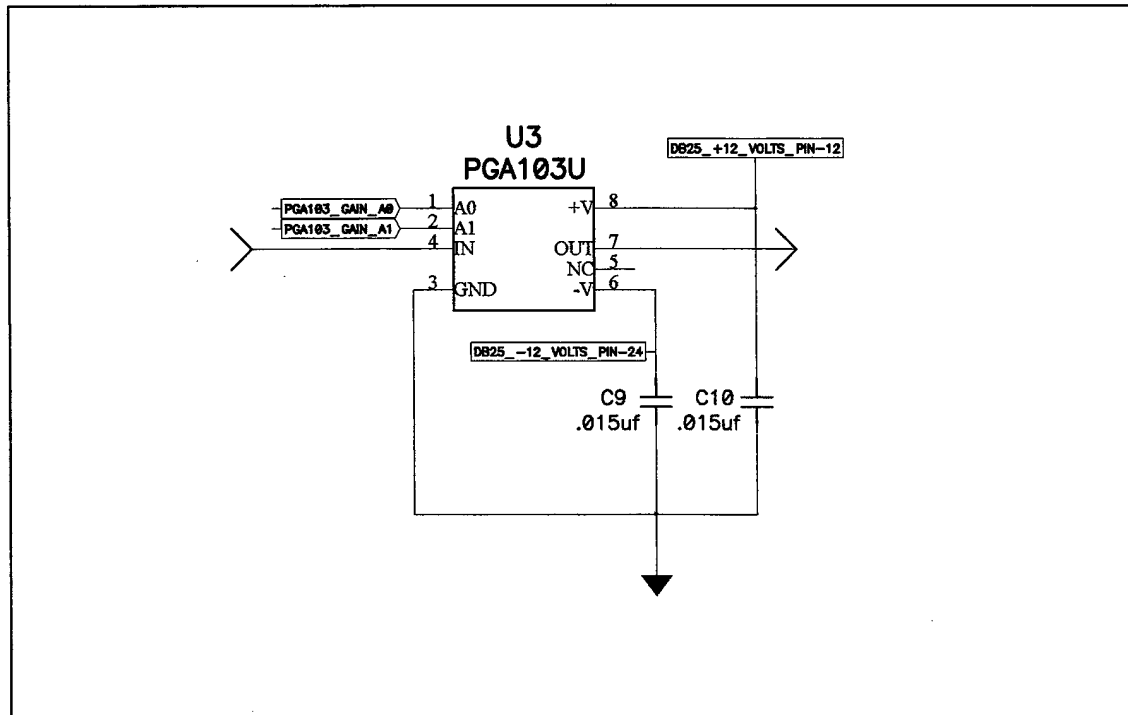 U3
PGA103U
DB25_+12_VOLTS_PIN-12
PGA103_GAIN_A0 1 A0 +V 8
PGA103_GAIN_A1 2 A1
4 IN OUT 7
NC 5
3 GND -V 6
DB25_-12_VOLTS_PIN-24
C9 C10
.015uf .015uf